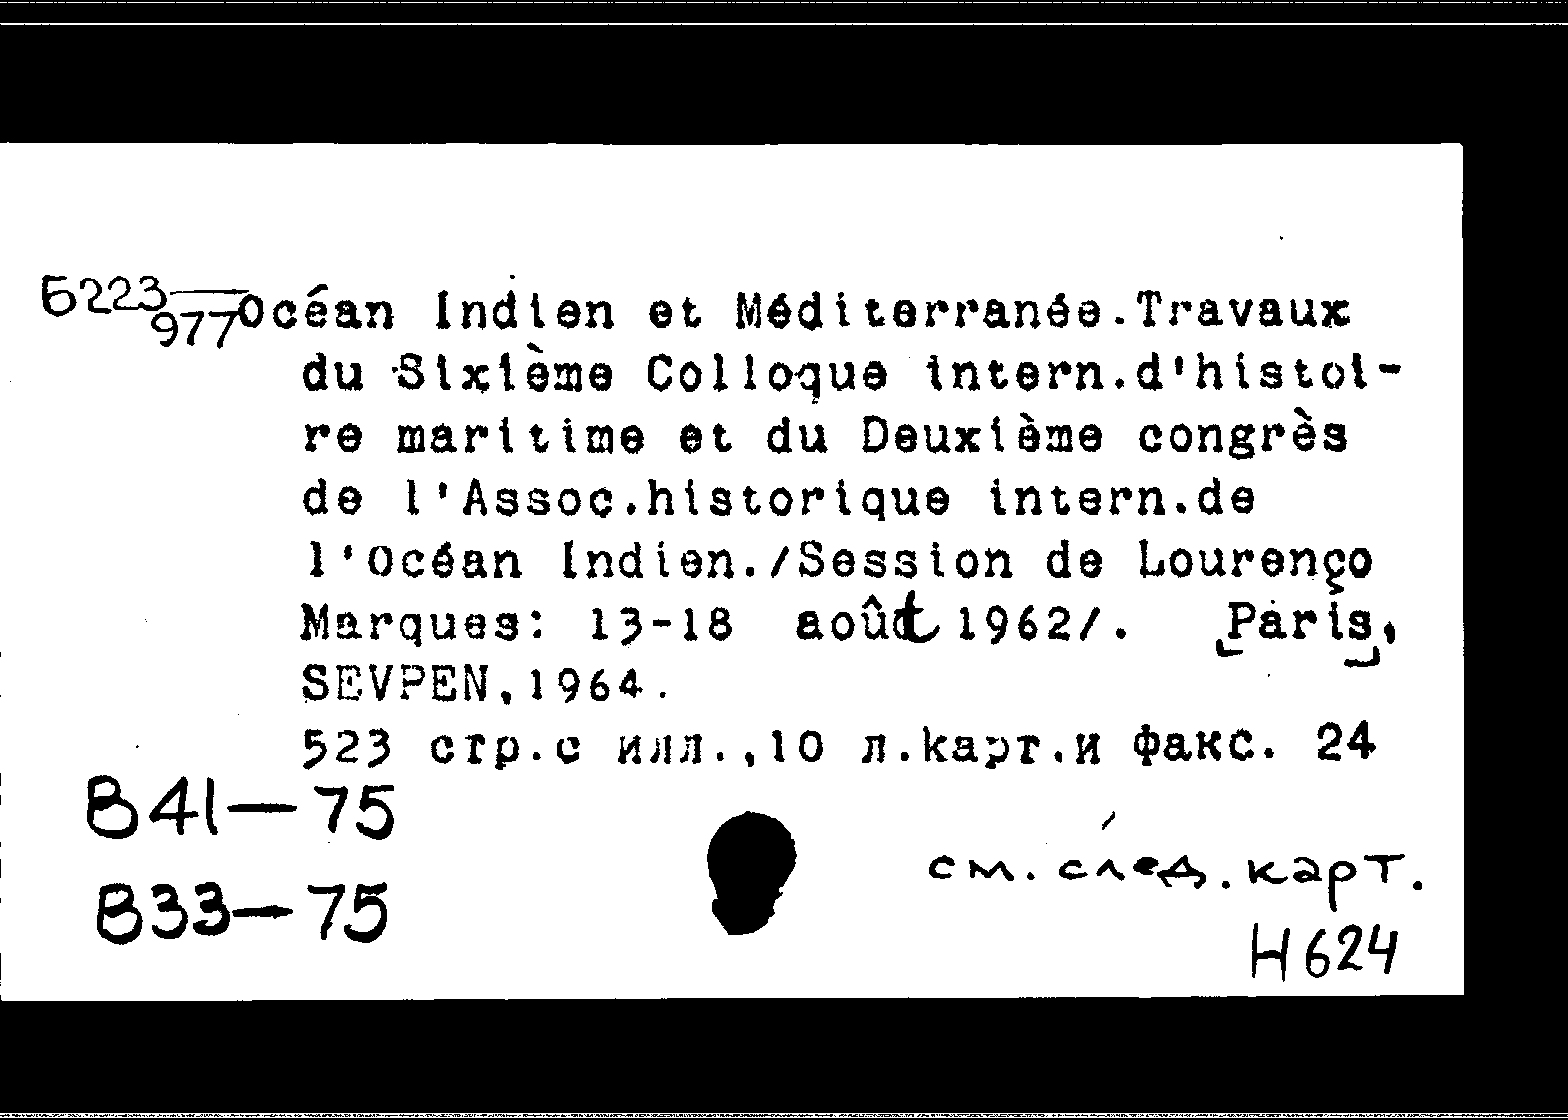 Б223
977
Océan Indien et Méditerranée.Travaux
du Sixième Colloque intern.d'histoi-
re maritime et du Deuxième congrès
de l'Assoc.historique intern.de
l'Océan Indien./Session de Lourenço
Marques: 13-18 août 1962/. Paris,
SEVPEN,1964.
523 стр.с илл.,10 л.карт.и факс. 24
В41—75
см. след. карт.
В33—75
Н624